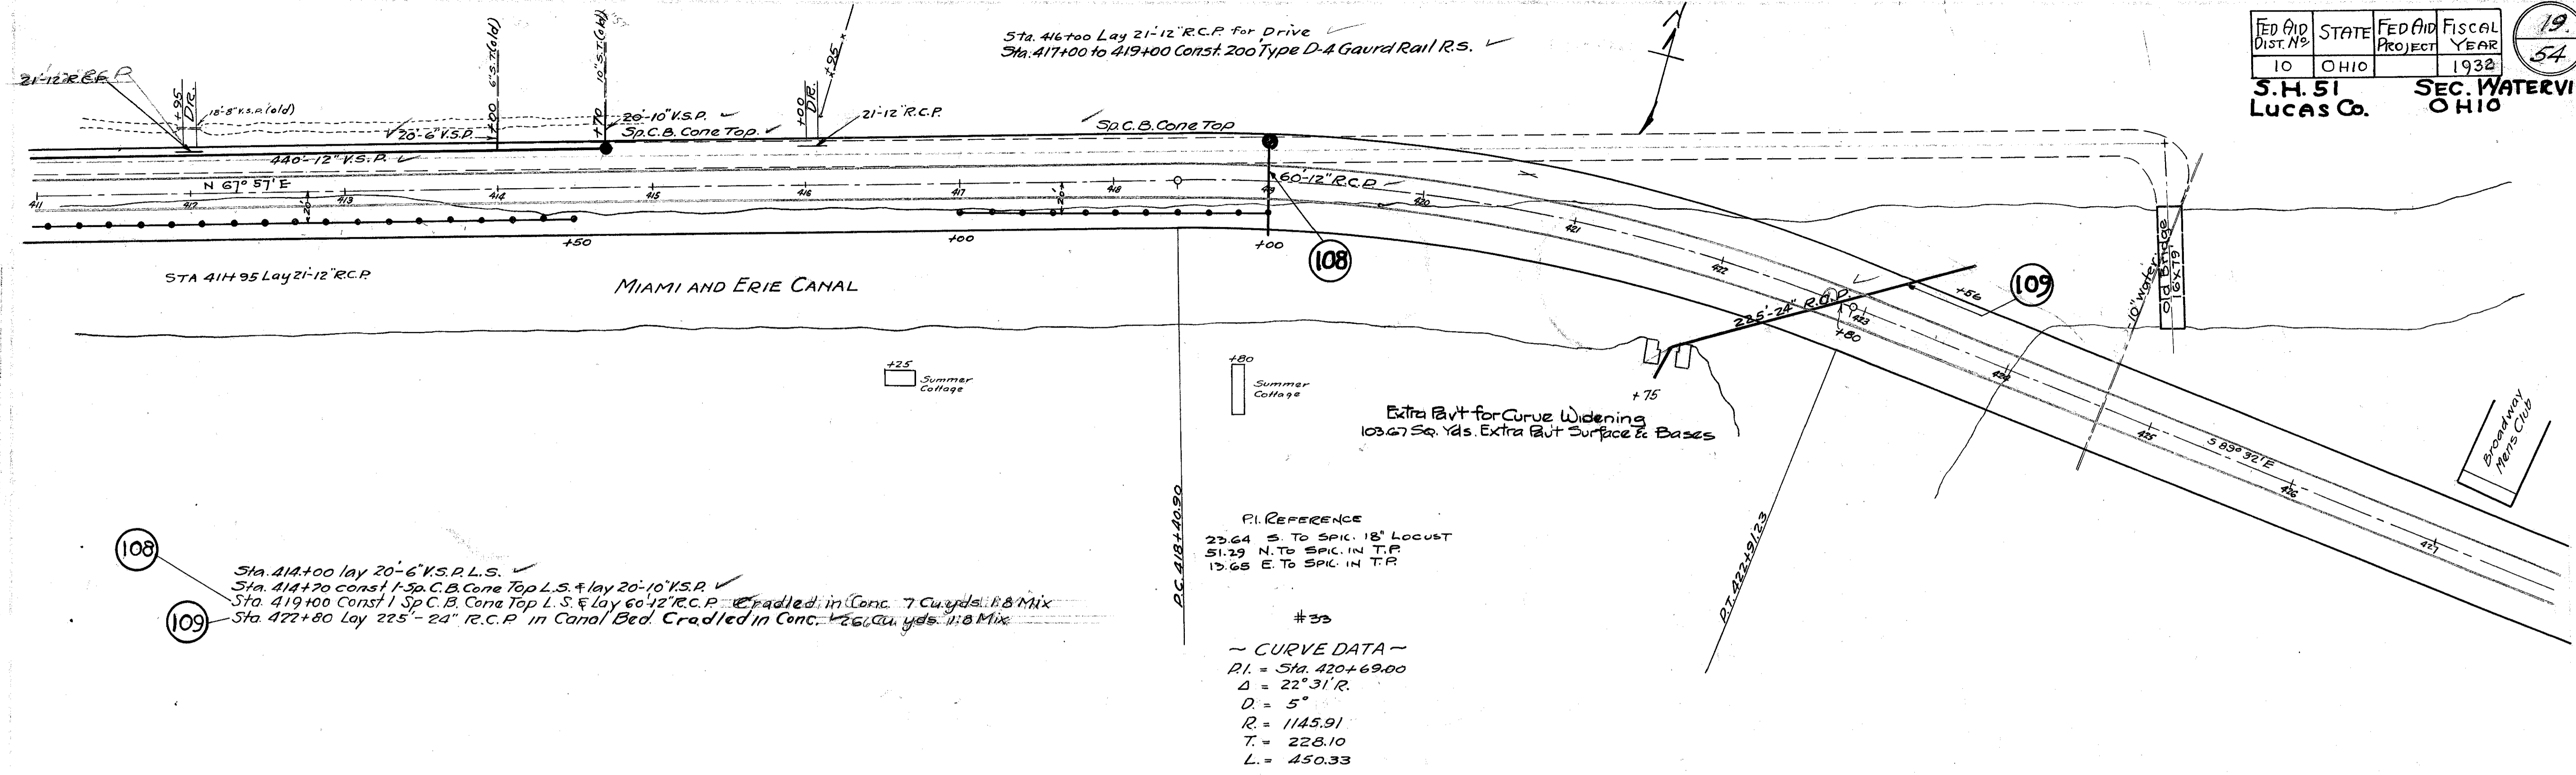 Sta. 416+00 Lay 21'-12" R.C.P. for Drive
Sta. 417+00 to 419+00 Const. 200' Type D-4 Gaurd Rail R.S.
FED AID DIST. Nº
STATE
FED AID PROJECT
FISCAL YEAR
10
OHIO
1932
19.
54
S.H. 51
SEC. WATERVI
LUCAS CO.
OHIO
21'-12" R.C.P.
+95
DR.
18'-8" V.S.P. (old)
20'-6" V.S.P.
+00 6" S.T. (old)
+70 10" S.T. (old)
20'-10" V.S.P.
Sp. C.B. Cone Top
+00
DR.
+95
21'-12" R.C.P.
Sp. C.B. Cone Top
440'-12" V.S.P.
N 67° 57' E
20'
20'
60'-12" R.C.P.
411
412
413
414
415
416
417
418
419
420
421
422
423
424
425
426
427
+50
+00
+00
108
STA 411+95 Lay 21'-12" R.C.P.
MIAMI AND ERIE CANAL
225'-24" R.C.P.
+80
+56
109
10" water
Old Bridge
16'X79'
+25
Summer
Cottage
+80
Summer
Cottage
+75
Extra Pav't for Curve Widening
103.67 Sq. Yds. Extra Pav't Surface & Bases
S 89° 32' E
Broadway
Mens Club
P.C. 418+40.90
P.T. 422+91.23
P.I. REFERENCE
23.64 S. TO SPIC. 18" LOCUST
51.29 N. TO SPIC. IN T.P.
13.65 E. TO SPIC. IN T.P.
108
Sta. 414+00 lay 20'-6" V.S.P. L.S.
Sta. 414+70 const 1-Sp. C.B. Cone Top L.S. & lay 20'-10" V.S.P.
Sta. 419+00 Const 1 Sp C.B. Cone Top L.S. & Lay 60'-12" R.C.P. Cradled in Conc. 7 Cu. yds. 1:8 Mix
109
Sta. 422+80 Lay 225'-24" R.C.P. in Canal Bed. Cradled in Conc. 26 Cu. yds. 1:8 Mix
#33
~ CURVE DATA ~
P.I. = Sta. 420+69.00
Δ = 22° 31' R.
D. = 5°
R. = 1145.91
T. = 228.10
L. = 450.33